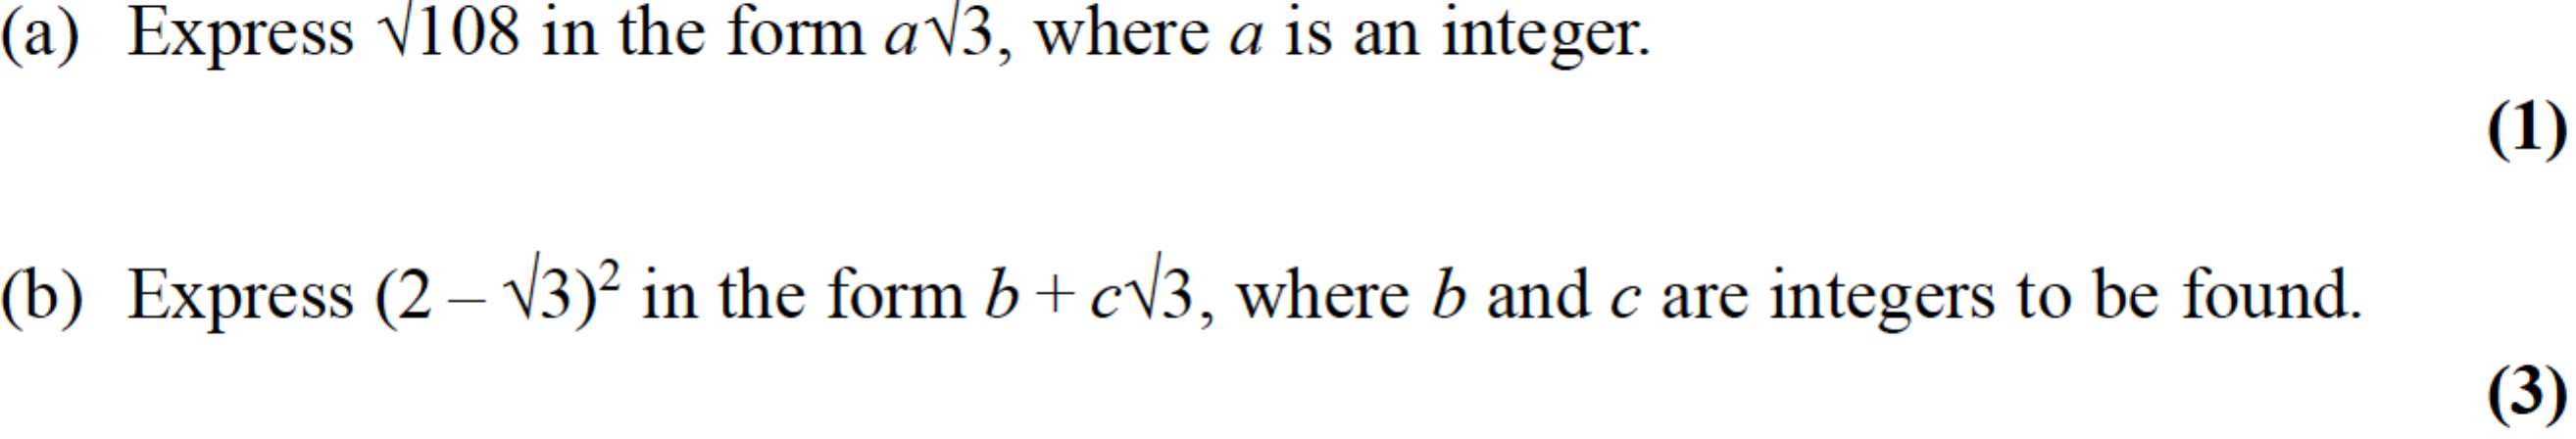 (a) Express √108 in the form a√3, where a is an integer.
(1)
(b) Express (2 – √3)² in the form b + c√3, where b and c are integers to be found.
(3)